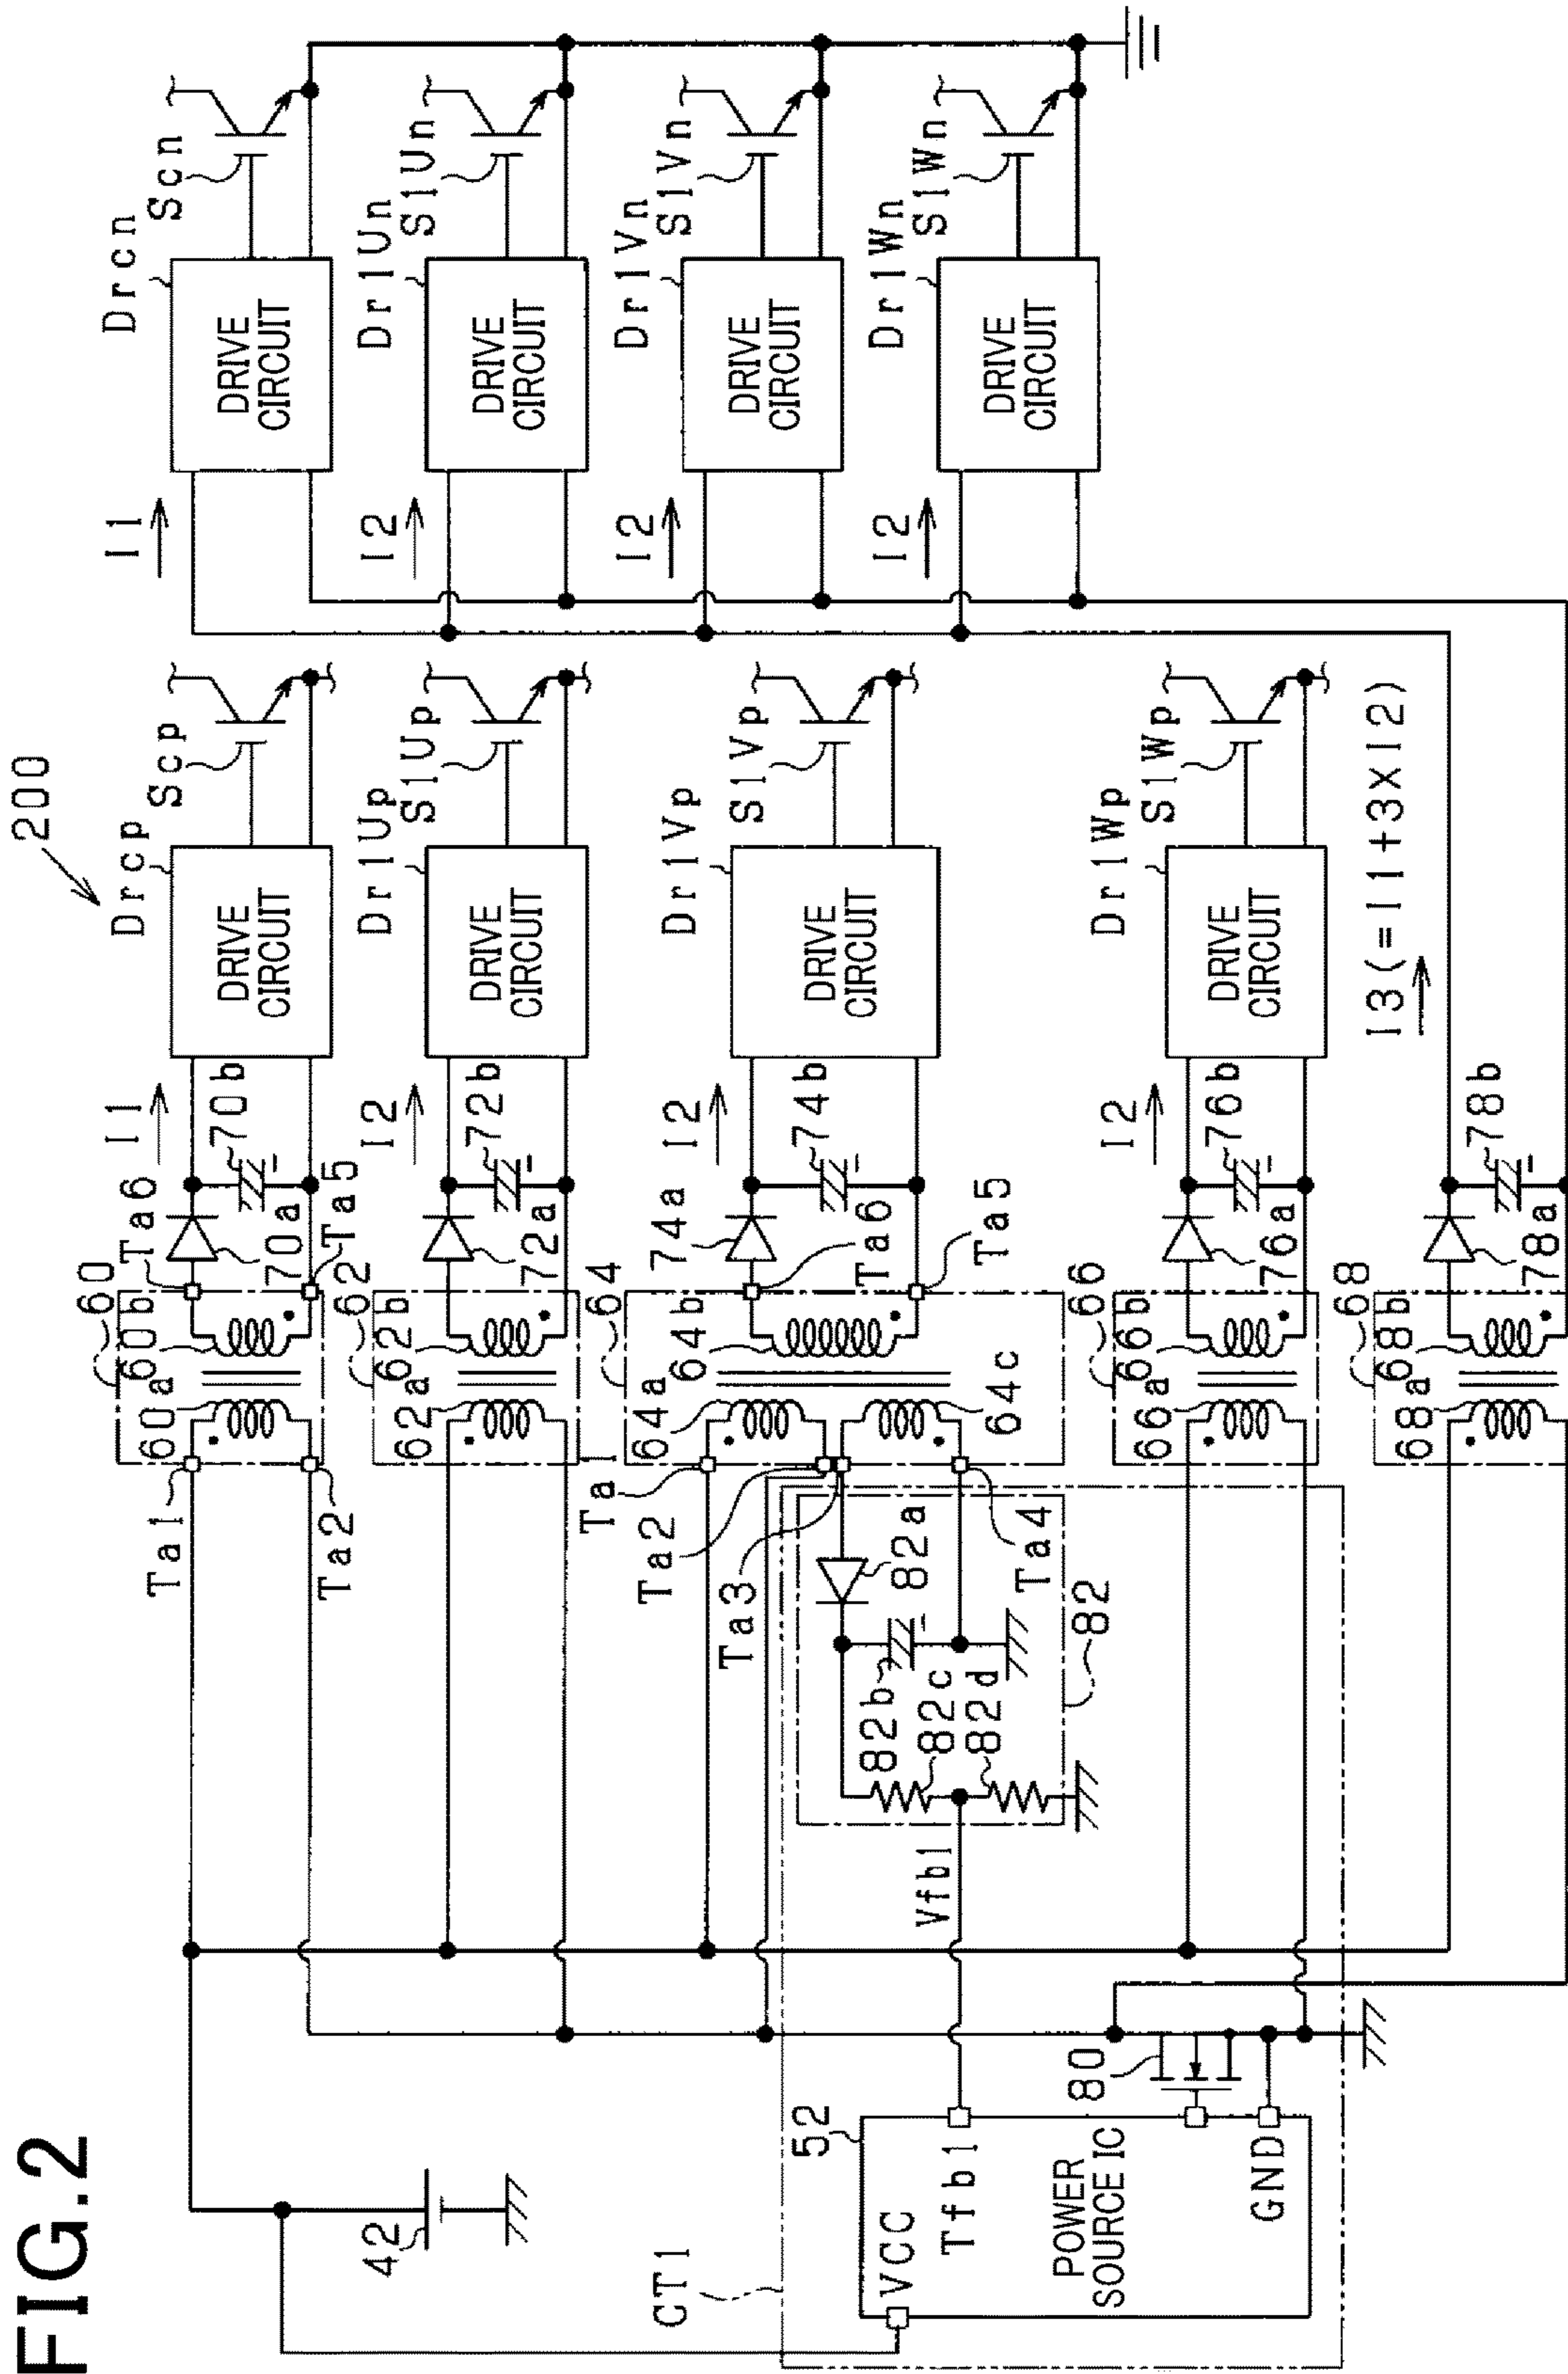 FIG.2
200
Drcp
Scp
DRIVE
CIRCUIT
I1
70b
70a
Ta6
Ta5
60
60b
60a
Ta1
Ta2
Drcn
Scn
DRIVE
CIRCUIT
I1
Dr1Up
S1Up
DRIVE
CIRCUIT
I2
72b
72a
62
62b
62a
Dr1Un
S1Un
DRIVE
CIRCUIT
I2
Dr1Vp
S1Vp
DRIVE
CIRCUIT
I2
74b
74a
Ta6
Ta5
64
64b
64a
64c
Ta1
Ta2
Ta3
Ta4
Dr1Vn
S1Vn
DRIVE
CIRCUIT
I2
82a
82b
82c
82d
82
Vfb1
Dr1Wp
S1Wp
DRIVE
CIRCUIT
I2
76b
76a
66
66b
66a
Dr1Wn
S1Wn
DRIVE
CIRCUIT
I2
I3(=I1+3×I2)
78b
78a
68
68b
68a
42
CT1
52
VCC
Tfb1
POWER
SOURCE IC
GND
80